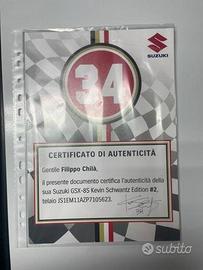 SUZUKI
34
CERTIFICATO DI AUTENTICITÀ
Gentile Filippo Chilà,
il presente documento certifica l'autenticità della
sua Suzuki GSX-8S Kevin Schwantz Edition #2,
telaio JS1EM11AZP7105623.
34
subito